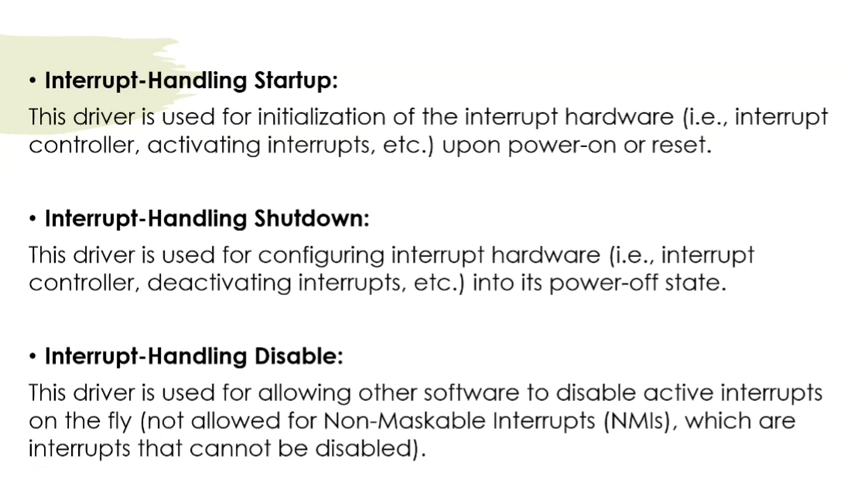 • Interrupt-Handling Startup:
This driver is used for initialization of the interrupt hardware (i.e., interrupt
controller, activating interrupts, etc.) upon power-on or reset.
• Interrupt-Handling Shutdown:
This driver is used for configuring interrupt hardware (i.e., interrupt
controller, deactivating interrupts, etc.) into its power-off state.
• Interrupt-Handling Disable:
This driver is used for allowing other software to disable active interrupts
on the fly (not allowed for Non-Maskable Interrupts (NMIs), which are
interrupts that cannot be disabled).